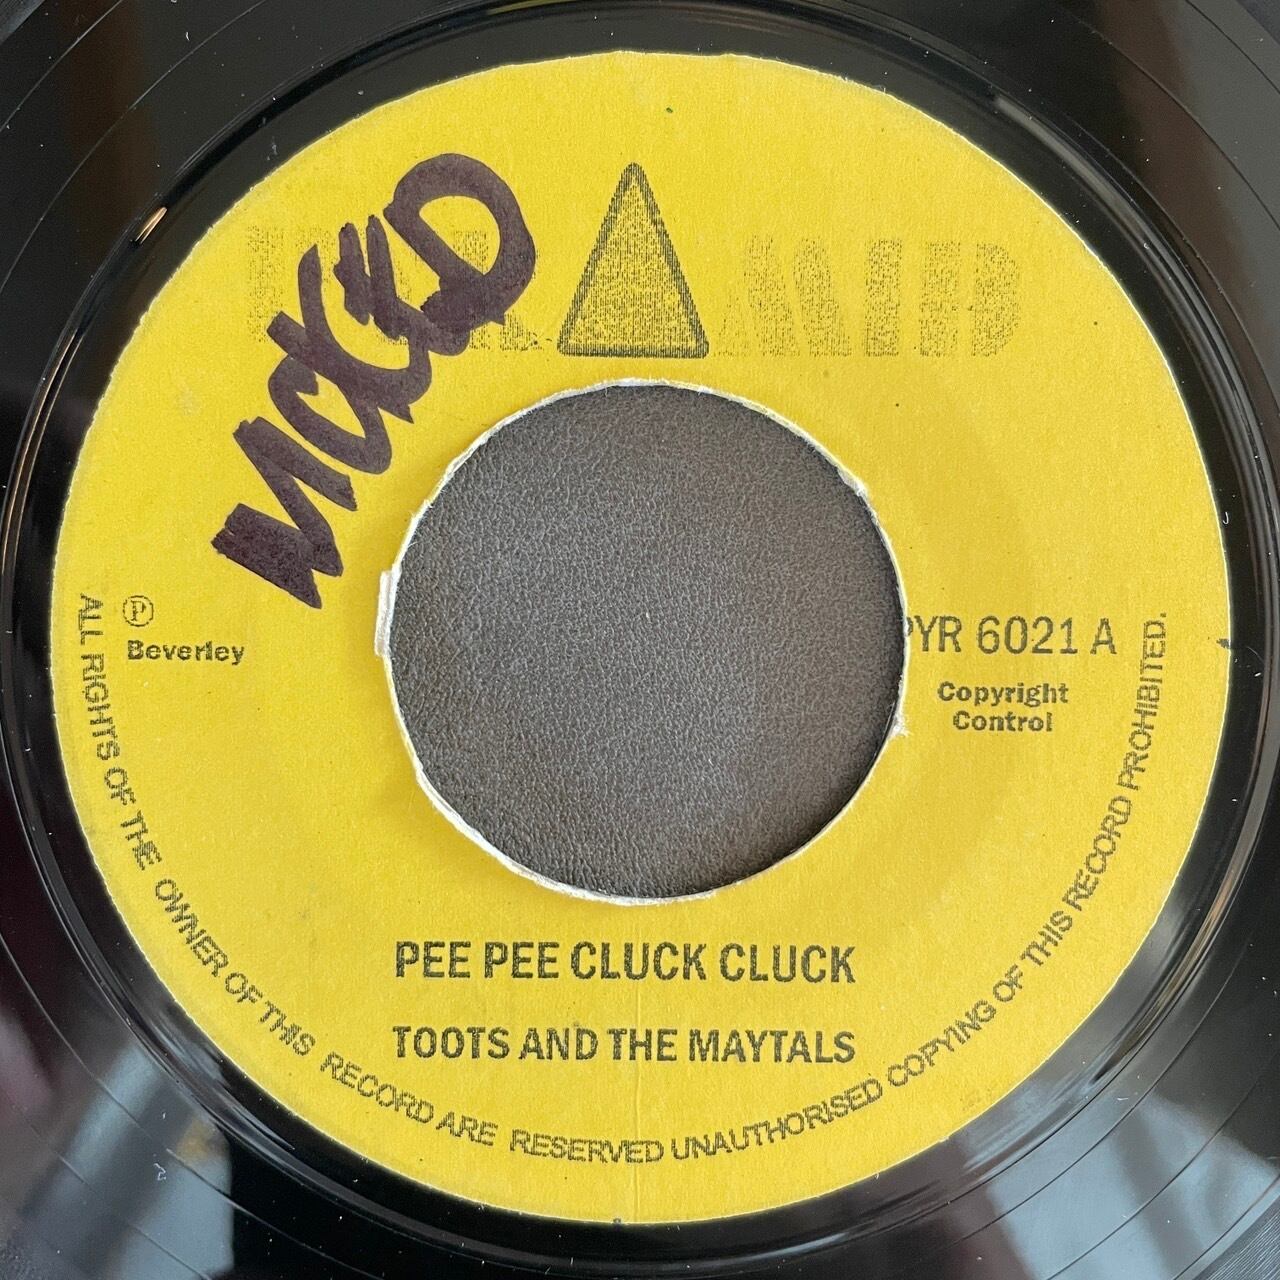 WICKED
PYRAMID
Ⓟ
Beverley
PYR 6021 A
Copyright
Control
PEE PEE CLUCK CLUCK
TOOTS AND THE MAYTALS
ALL RIGHTS OF THE OWNER OF THIS RECORD ARE RESERVED UNAUTHORISED COPYING OF THIS RECORD PROHIBITED.